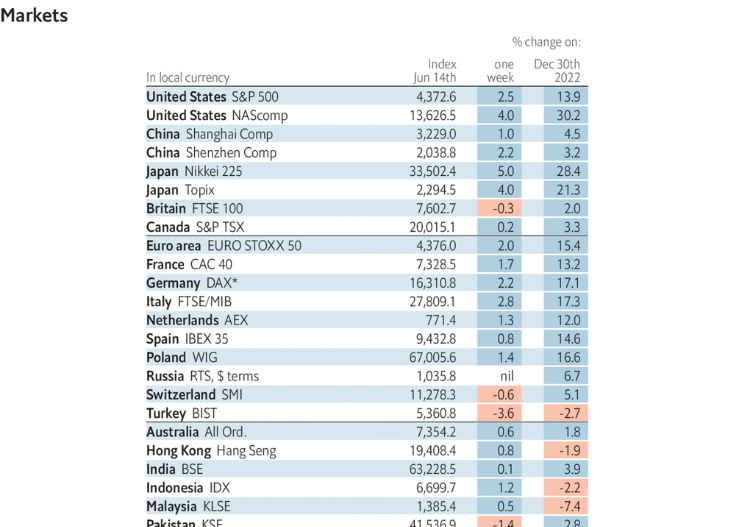 Markets
% change on:
Index one Dec 30th
In local currency Jun 14th week 2022
United States S&P 500 4,372.6 2.5 13.9
United States NAScomp 13,626.5 4.0 30.2
China Shanghai Comp 3,229.0 1.0 4.5
China Shenzhen Comp 2,038.8 2.2 3.2
Japan Nikkei 225 33,502.4 5.0 28.4
Japan Topix 2,294.5 4.0 21.3
Britain FTSE 100 7,602.7 -0.3 2.0
Canada S&P TSX 20,015.1 0.2 3.3
Euro area EURO STOXX 50 4,376.0 2.0 15.4
France CAC 40 7,328.5 1.7 13.2
Germany DAX* 16,310.8 2.2 17.1
Italy FTSE/MIB 27,809.1 2.8 17.3
Netherlands AEX 771.4 1.3 12.0
Spain IBEX 35 9,432.8 0.8 14.6
Poland WIG 67,005.6 1.4 16.6
Russia RTS, $ terms 1,035.8 nil 6.7
Switzerland SMI 11,278.3 -0.6 5.1
Turkey BIST 5,360.8 -3.6 -2.7
Australia All Ord. 7,354.2 0.6 1.8
Hong Kong Hang Seng 19,408.4 0.8 -1.9
India BSE 63,228.5 0.1 3.9
Indonesia IDX 6,699.7 1.2 -2.2
Malaysia KLSE 1,385.4 0.5 -7.4
Pakistan KSE 41,536.9 -1.4 2.8